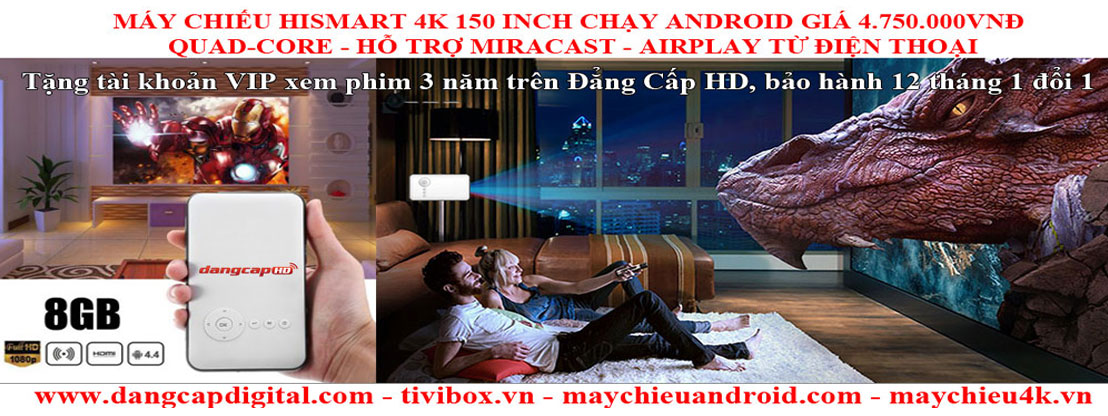 MÁY CHIẾU HISMART 4K 150 INCH CHẠY ANDROID GIÁ 4.750.000VNĐ
QUAD-CORE - HỖ TRỢ MIRACAST - AIRPLAY TỪ ĐIỆN THOẠI
Tặng tài khoản VIP xem phim 3 năm trên Đẳng Cấp HD, bảo hành 12 tháng 1 đổi 1
dangcapHD
OK
8GB
Full HD
1080p
HDMI
4.4
www.dangcapdigital.com - tivibox.vn - maychieuandroid.com - maychieu4k.vn